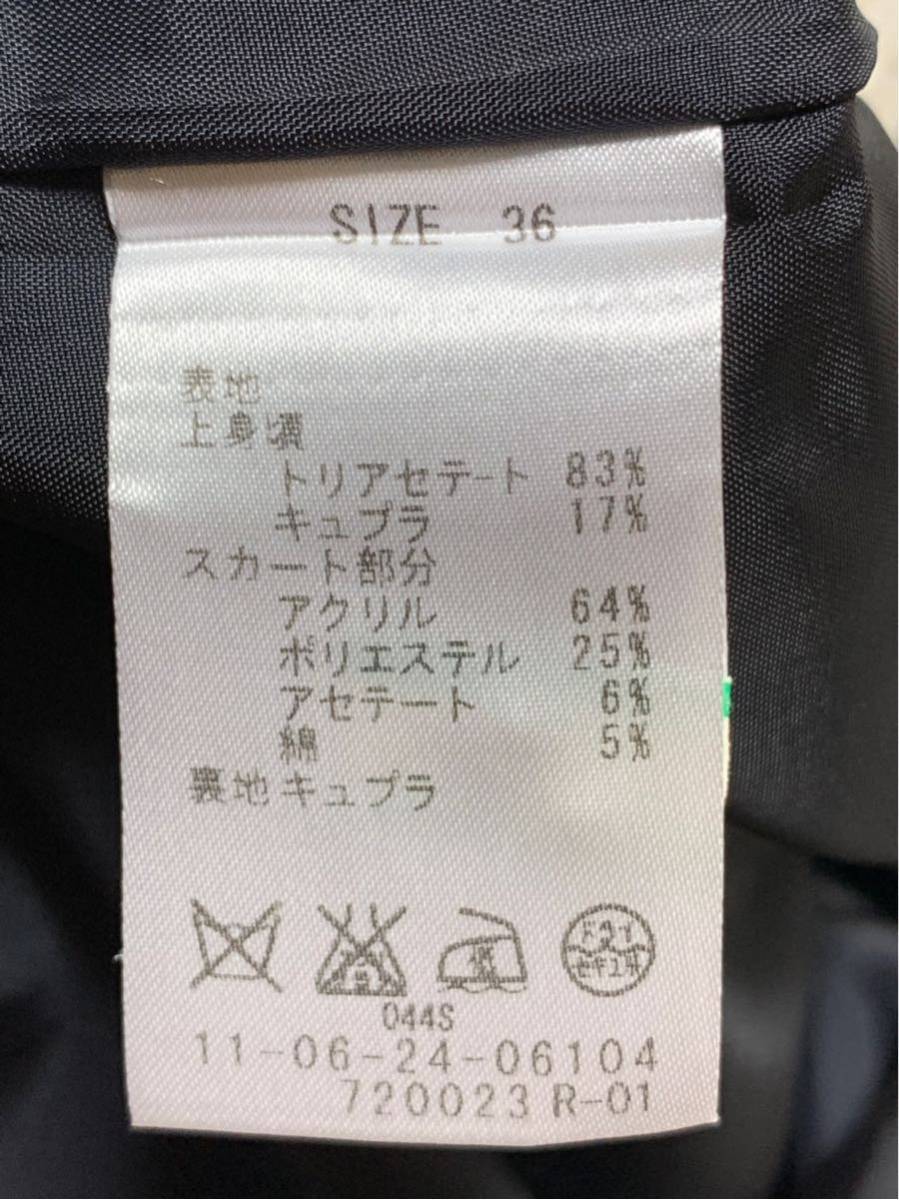 SIZE 36
表地
上身頃
トリアセテート 83%
キュプラ 17%
スカート部分
アクリル 64%
ポリエステル 25%
アセテート 6%
綿 5%
裏地キュプラ
ドライ
セキユ系
044S
11-06-24-06104
720023 R-01